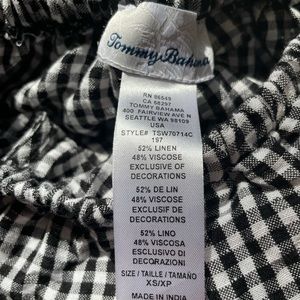 Tommy Bahama
RN 86549
CA 58297
TOMMY BAHAMA
400 FAIRVIEW AVE N
SEATTLE WA 98109
USA
STYLE# TSW70714C
197
52% LINEN
48% VISCOSE
EXCLUSIVE OF
DECORATIONS
52% DE LIN
48% VISCOSE
EXCLUSIF DE
DECORATIONS
52% LINO
48% VISCOSA
ESCLUSIVO DI
DECORAZIONI
SIZE / TAILLE / TAMAÑO
XS/XP
MADE IN INDIA